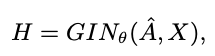 H = GIN_θ(Â, X),